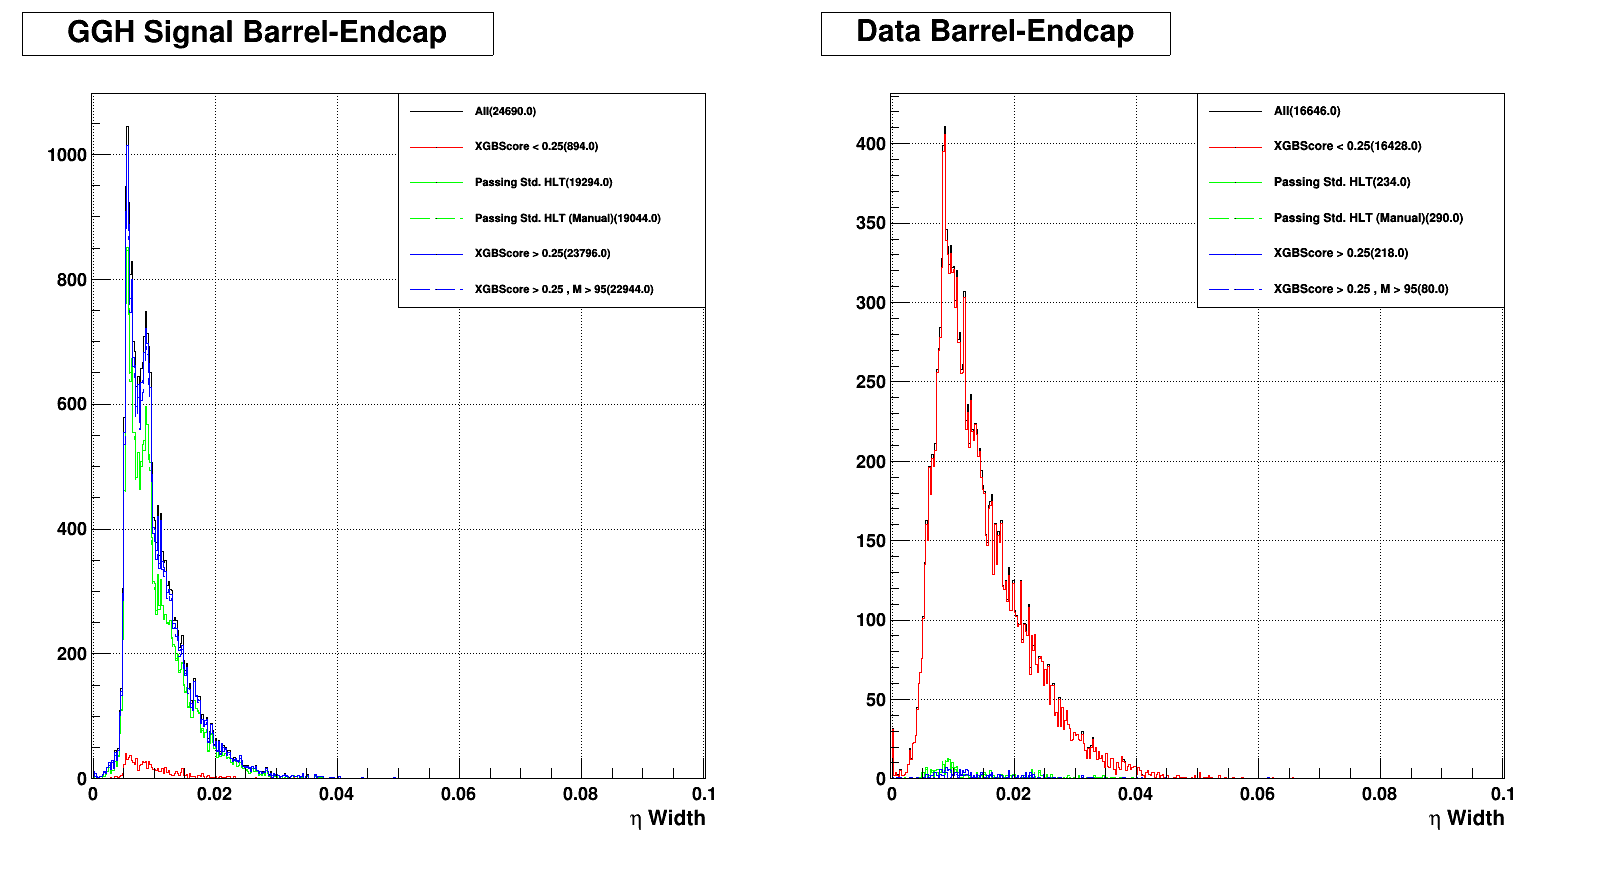 GGH Signal Barrel-Endcap
All(24690.0)
XGBScore < 0.25(894.0)
Passing Std. HLT(19294.0)
Passing Std. HLT (Manual)(19044.0)
XGBScore > 0.25(23796.0)
XGBScore > 0.25 , M > 95(22944.0)
1000
800
600
400
200
0
0 0.02 0.04 0.06 0.08 0.1
η Width
Data Barrel-Endcap
All(16646.0)
XGBScore < 0.25(16428.0)
Passing Std. HLT(234.0)
Passing Std. HLT (Manual)(290.0)
XGBScore > 0.25(218.0)
XGBScore > 0.25 , M > 95(80.0)
400
350
300
250
200
150
100
50
0
0 0.02 0.04 0.06 0.08 0.1
η Width